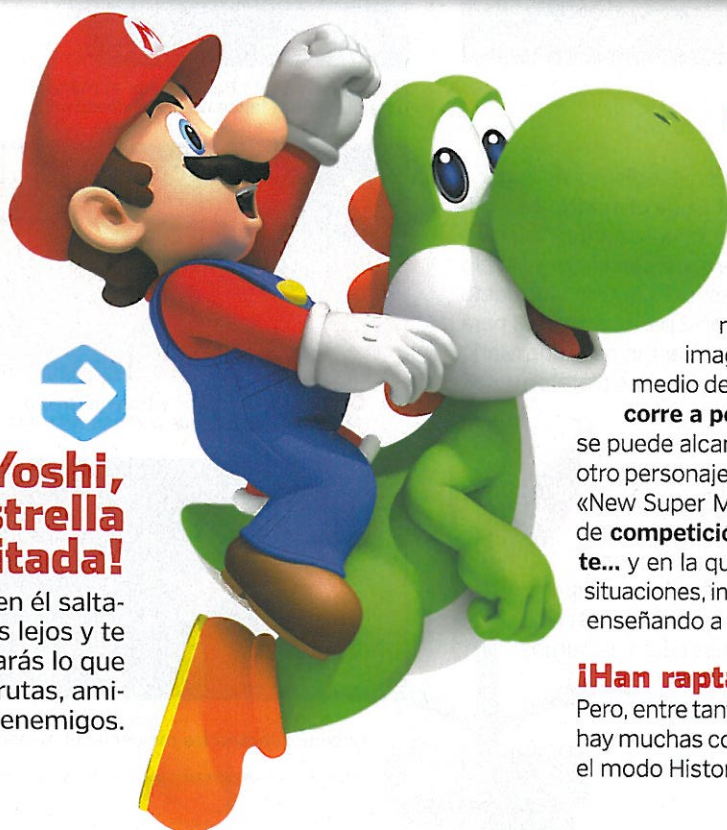 Yoshi,
strella
itada!
en él salta-
s lejos y te
arás lo que
rutas, ami-
enemigos.
imag
medio de
corre a po
se puede alcan
otro personaje
«New Super M
de competicio
te... y en la qu
situaciones, in
enseñando a
¡Han rapta
Pero, entre tan
hay muchas co
el modo Histor
M